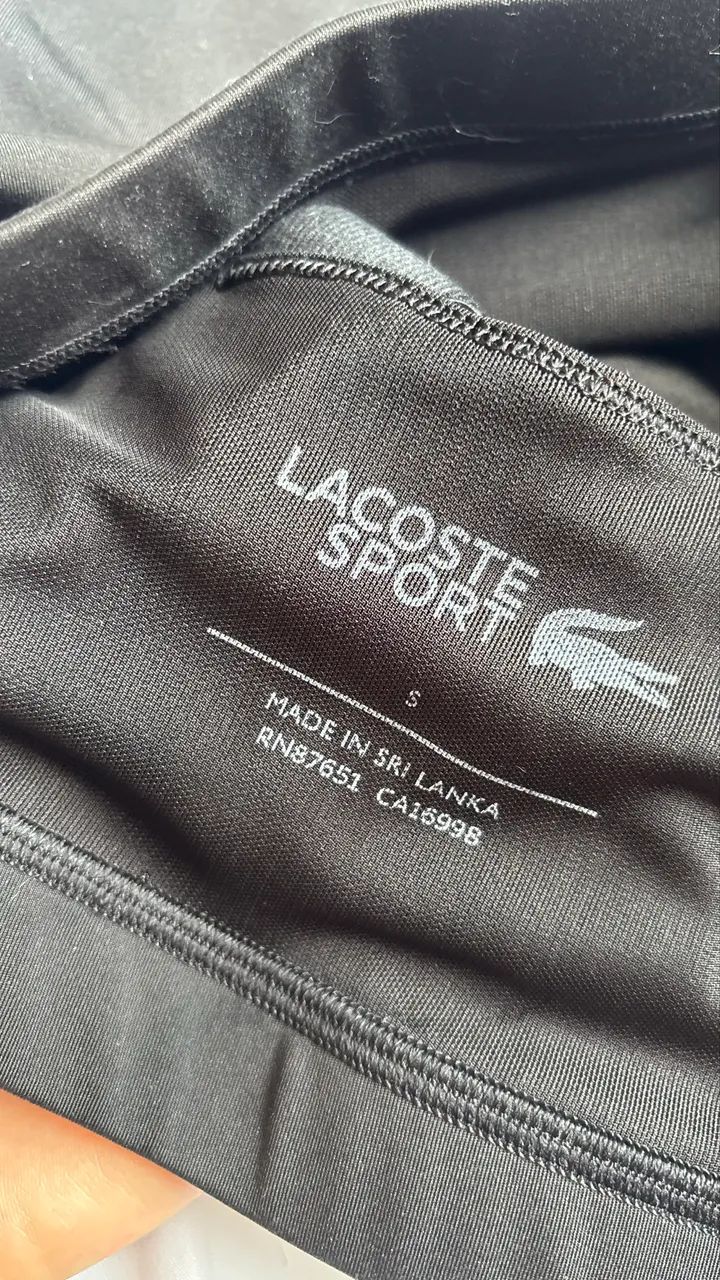 LACOSTE
SPORT
S
MADE IN SRI LANKA
RN87651 CA16998